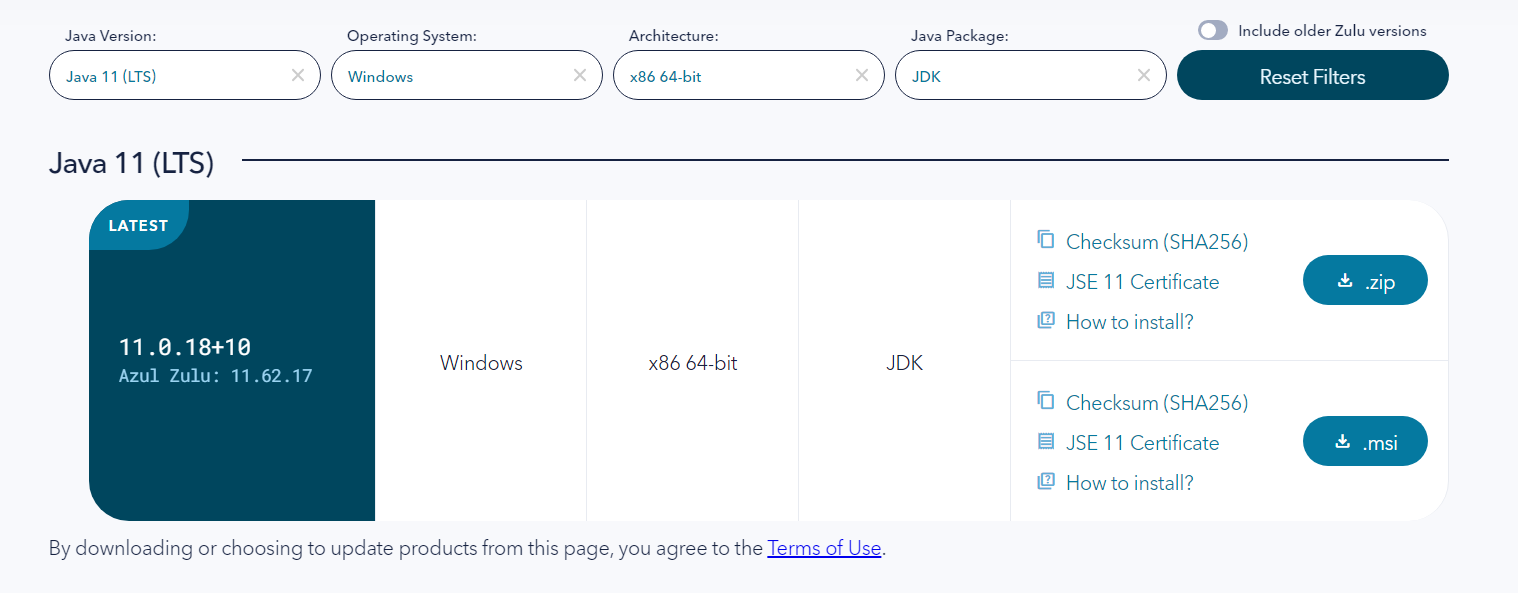 Include older Zulu versions
Java Version:
Operating System:
Architecture:
Java Package:
Java 11 (LTS)
Windows
x86 64-bit
JDK
Reset Filters
Java 11 (LTS)
LATEST
11.0.18+10
Azul Zulu: 11.62.17
Windows
x86 64-bit
JDK
Checksum (SHA256)
JSE 11 Certificate
How to install?
.zip
Checksum (SHA256)
JSE 11 Certificate
How to install?
.msi
By downloading or choosing to update products from this page, you agree to the Terms of Use.